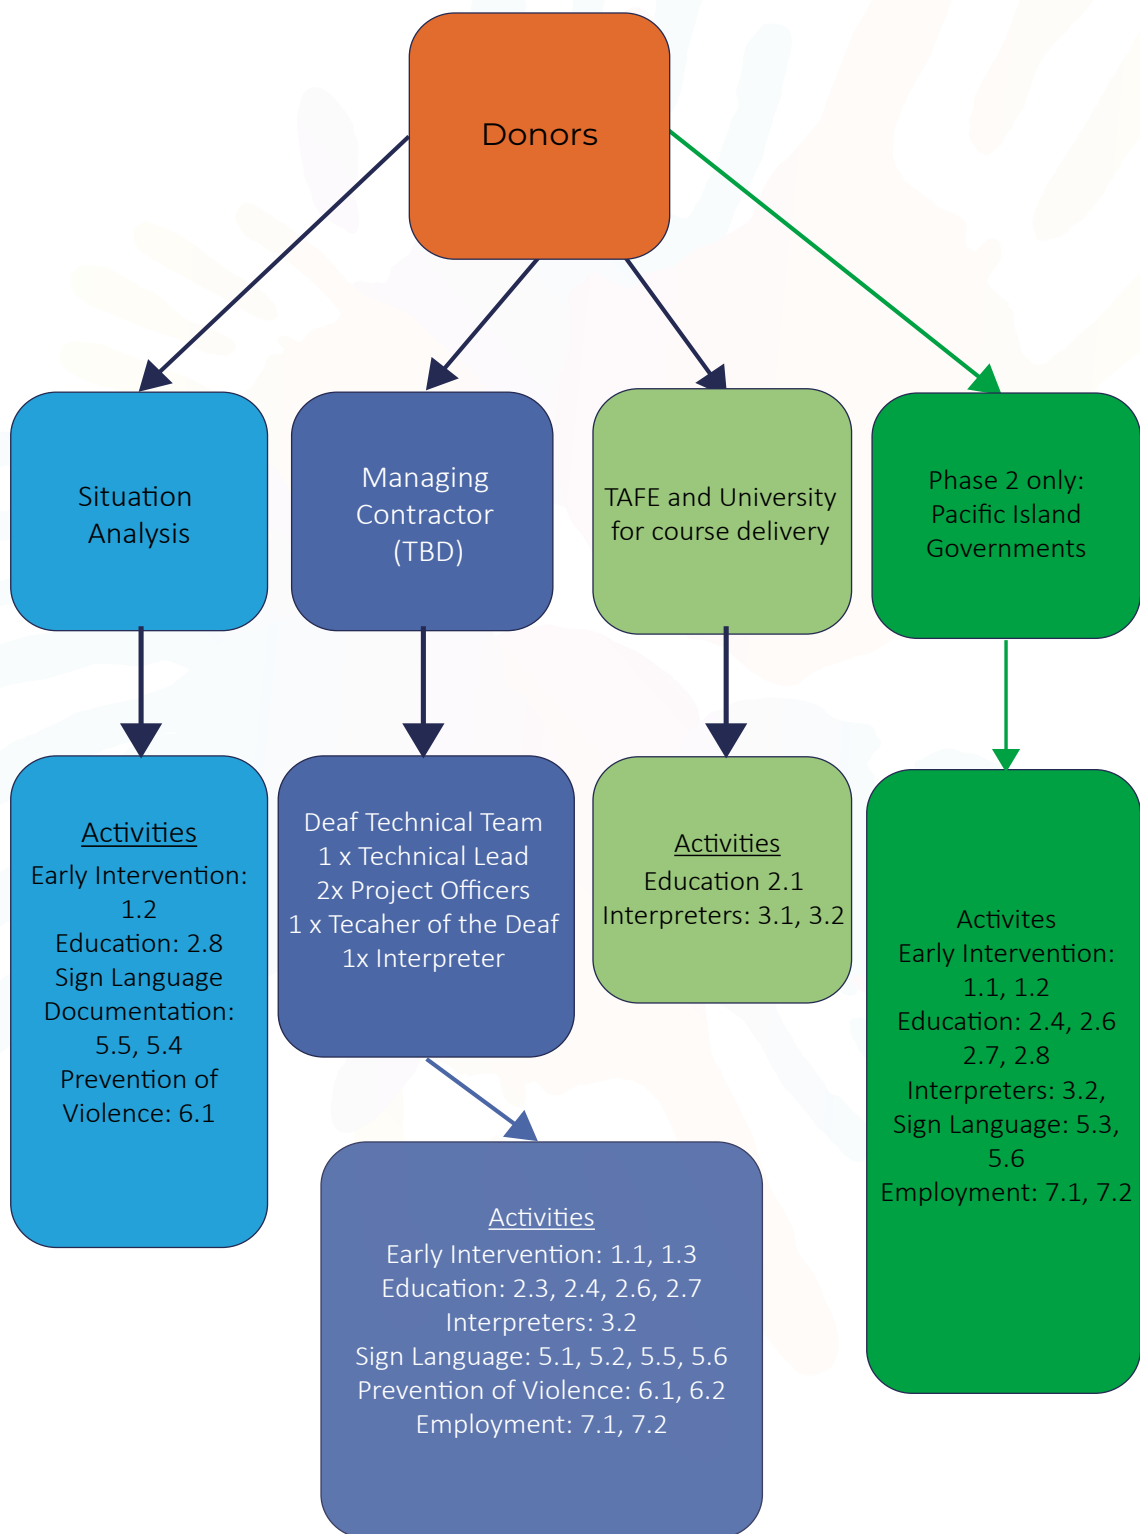 Donors
Situation
Analysis
Managing
Contractor
(TBD)
TAFE and University
for course delivery
Phase 2 only:
Pacific Island
Governments
Activities
Early Intervention:
1.2
Education: 2.8
Sign Language
Documentation:
5.5, 5.4
Prevention of
Violence: 6.1
Deaf Technical Team
1 x Technical Lead
2x Project Officers
1 x Tecaher of the Deaf
1x Interpreter
Activities
Education 2.1
Interpreters: 3.1, 3.2
Activites
Early Intervention:
1.1, 1.2
Education: 2.4, 2.6
2.7, 2.8
Interpreters: 3.2,
Sign Language: 5.3,
5.6
Employment: 7.1, 7.2
Activities
Early Intervention: 1.1, 1.3
Education: 2.3, 2.4, 2.6, 2.7
Interpreters: 3.2
Sign Language: 5.1, 5.2, 5.5, 5.6
Prevention of Violence: 6.1, 6.2
Employment: 7.1, 7.2